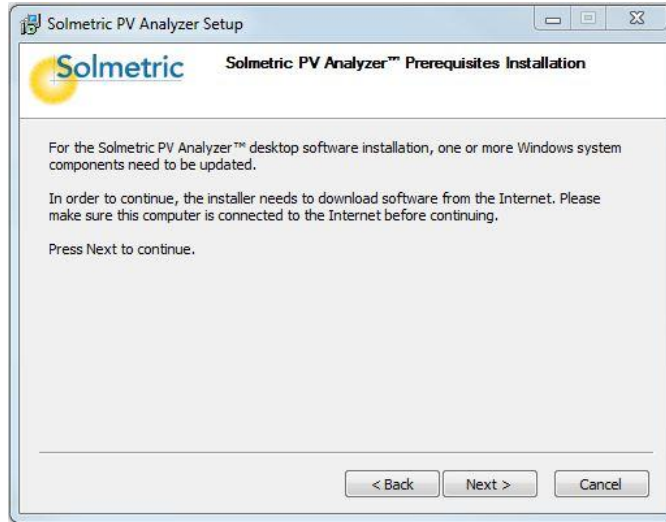 Solmetric PV Analyzer Setup
Solmetric
Solmetric PV Analyzer™ Prerequisites Installation
For the Solmetric PV Analyzer™ desktop software installation, one or more Windows system
components need to be updated.
In order to continue, the installer needs to download software from the Internet. Please
make sure this computer is connected to the Internet before continuing.
Press Next to continue.
< Back
Next >
Cancel